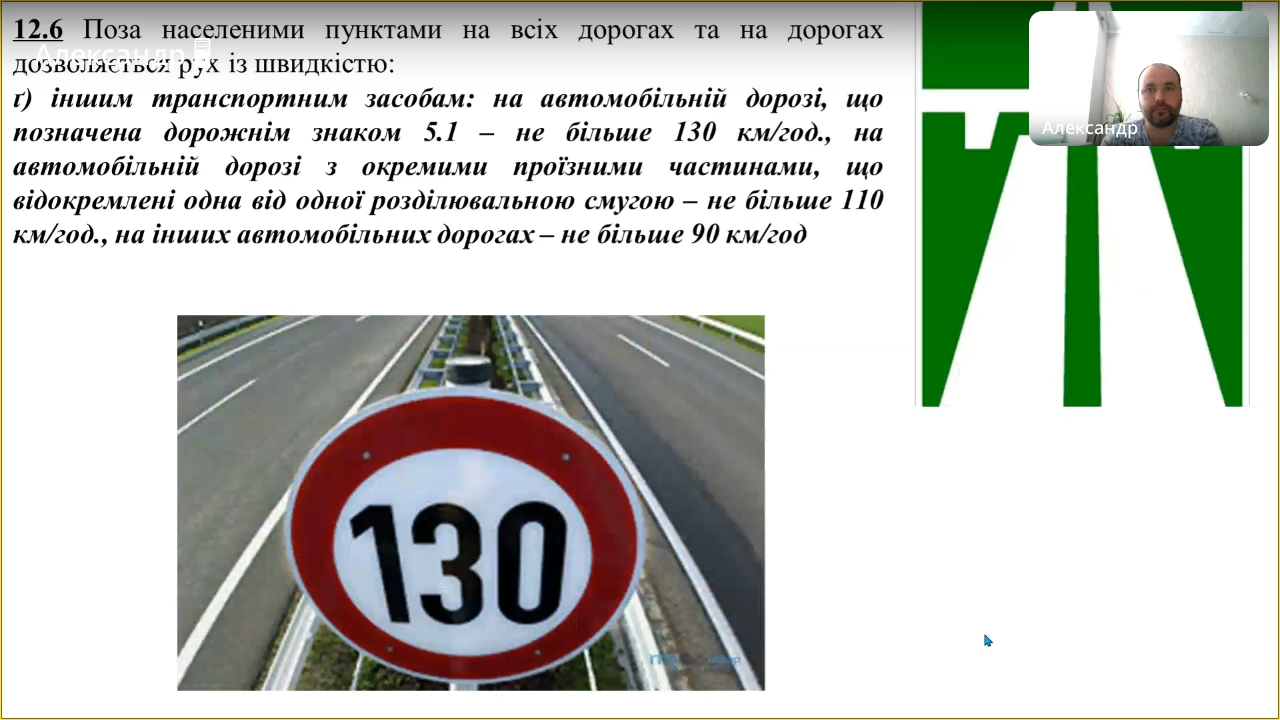 12.6 Поза населеними пунктами на всіх дорогах та на дорогах
дозволяється рух із швидкістю:
ґ) іншим транспортним засобам: на автомобільній дорозі, що
позначена дорожнім знаком 5.1 – не більше 130 км/год., на
автомобільній дорозі з окремими проїзними частинами, що
відокремлені одна від одної розділювальною смугою – не більше 110
км/год., на інших автомобільних дорогах – не більше 90 км/год
Александр
Александр
130